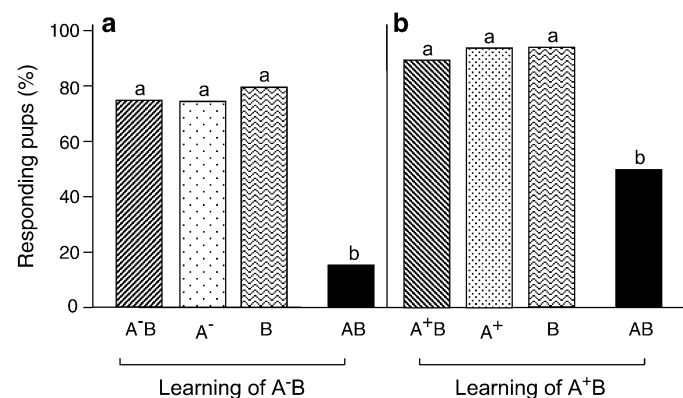 a
b
Responding pups (%)
100
80
60
40
20
0
a
a
a
b
a
a
a
b
A⁻B
A⁻
B
AB
A⁺B
A⁺
B
AB
Learning of A⁻B
Learning of A⁺B